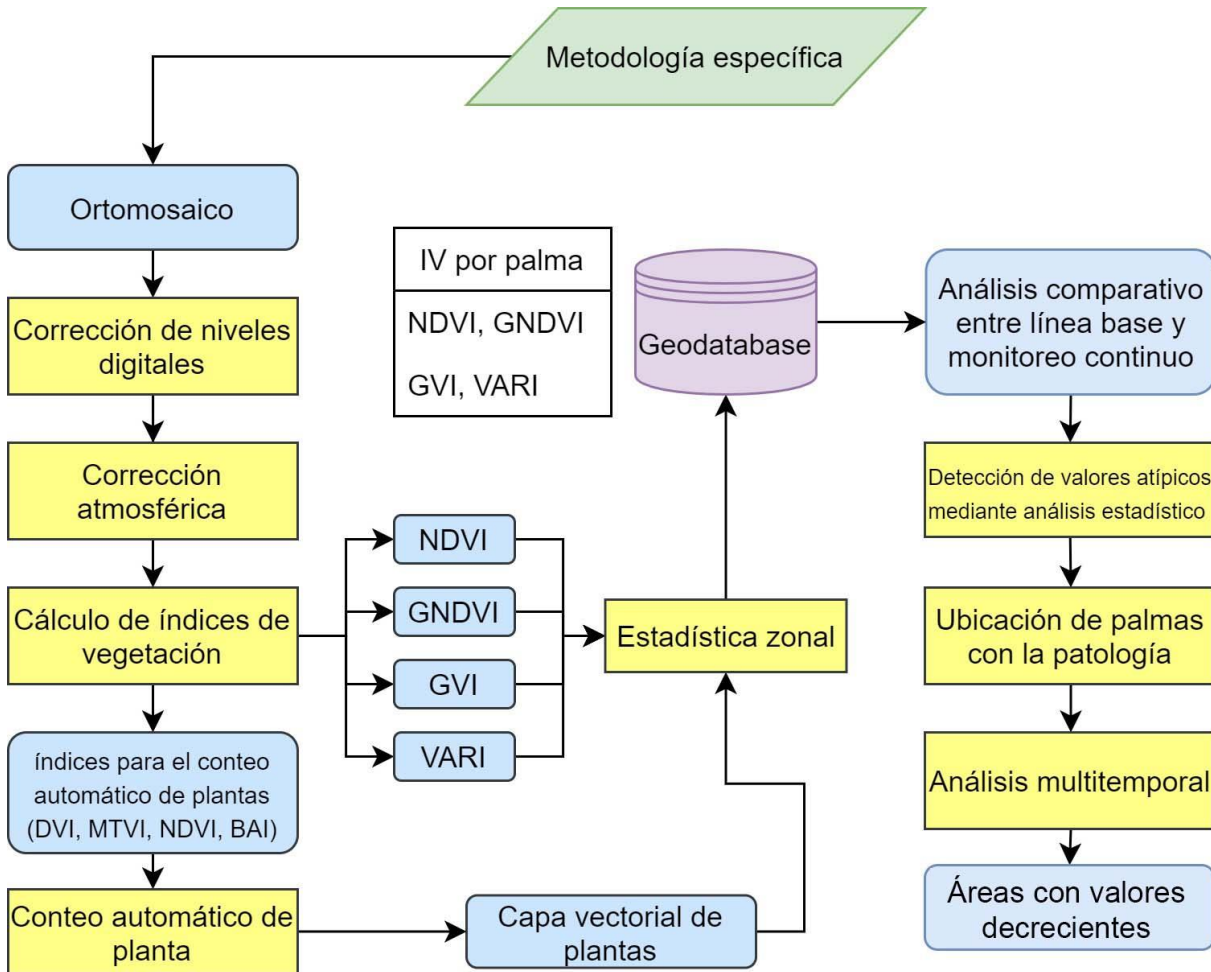 Metodología específica
Ortomosaico
Corrección de niveles
digitales
Corrección
atmosférica
Cálculo de índices de
vegetación
índices para el conteo
automático de plantas
(DVI, MTVI, NDVI, BAI)
Conteo automático de
planta
NDVI
GNDVI
GVI
VARI
Capa vectorial de
plantas
Estadística zonal
IV por palma
NDVI, GNDVI
GVI, VARI
Geodatabase
Análisis comparativo
entre línea base y
monitoreo continuo
Detección de valores atípicos
mediante análisis estadístico
Ubicación de palmas
con la patología
Análisis multitemporal
Áreas con valores
decrecientes